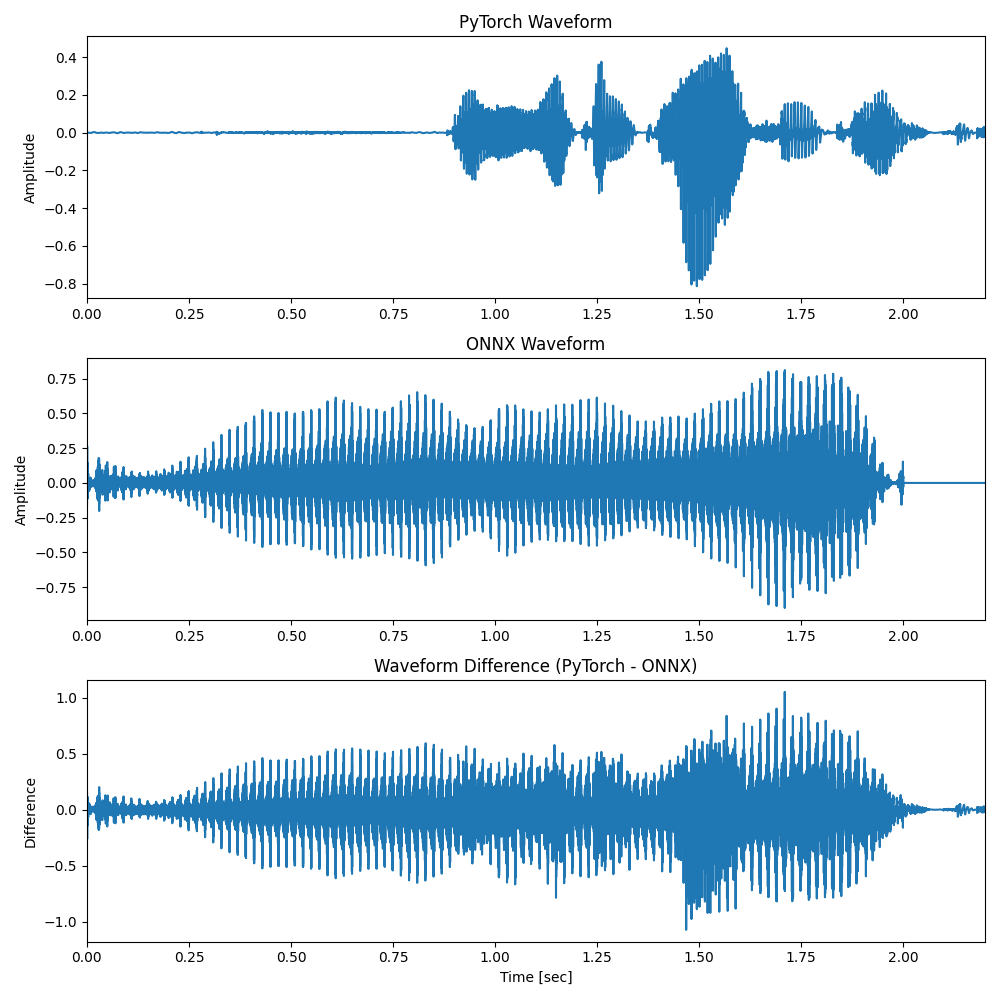 PyTorch Waveform
0.4
0.2
0.0
−0.2
−0.4
−0.6
−0.8
Amplitude
0.00 0.25 0.50 0.75 1.00 1.25 1.50 1.75 2.00
ONNX Waveform
0.75
0.50
0.25
0.00
−0.25
−0.50
−0.75
Amplitude
0.00 0.25 0.50 0.75 1.00 1.25 1.50 1.75 2.00
Waveform Difference (PyTorch - ONNX)
1.0
0.5
0.0
−0.5
−1.0
Difference
0.00 0.25 0.50 0.75 1.00 1.25 1.50 1.75 2.00
Time [sec]